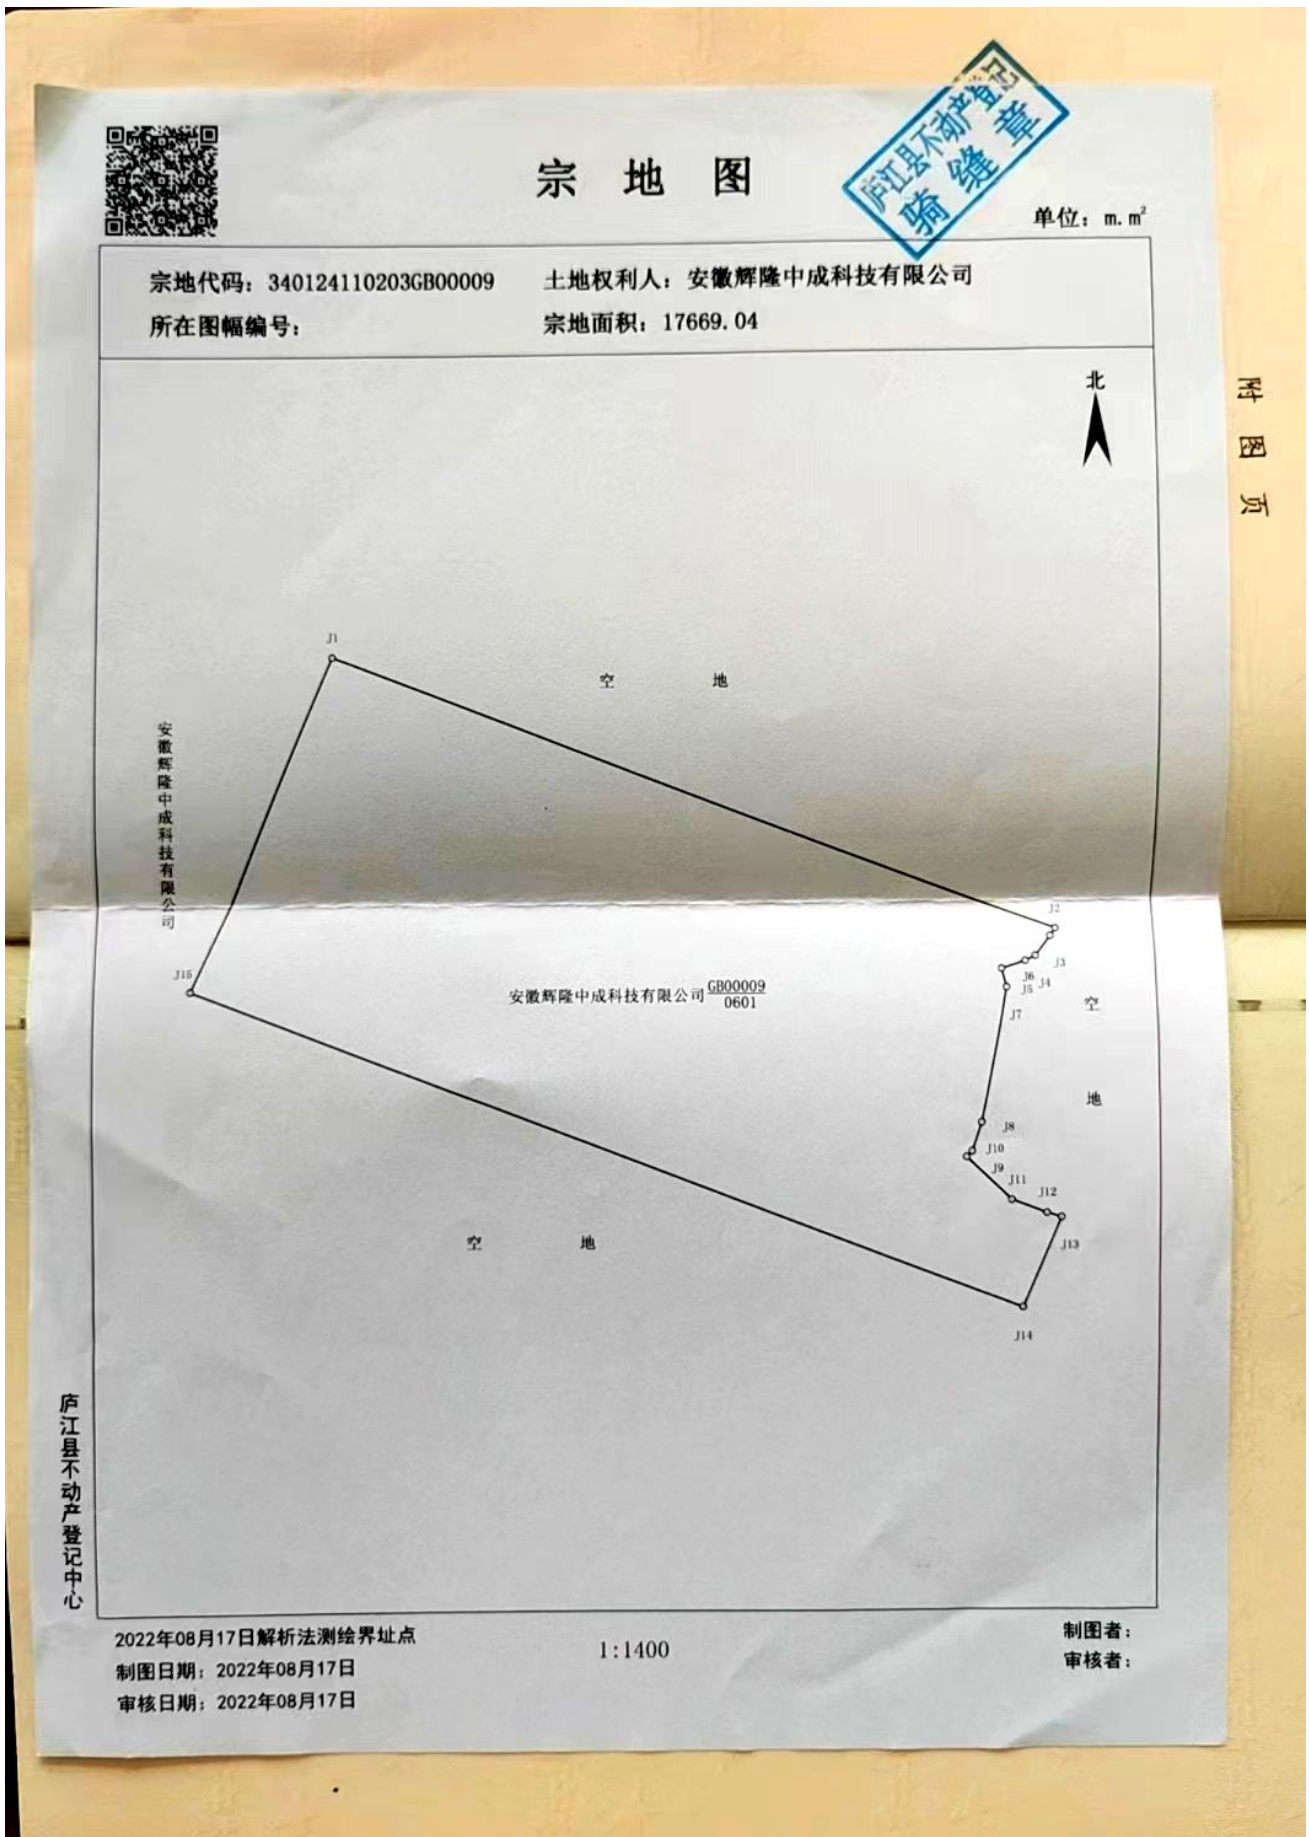 庐江县不动产登记
骑缝章
宗地图
单位：m.m²
宗地代码：340124110203GB00009
土地权利人：安徽辉隆中成科技有限公司
所在图幅编号：
宗地面积：17669.04
北
附图页
J1
空地
安徽辉隆中成科技有限公司
J2
J3
J6
J4
J5
J15
安徽辉隆中成科技有限公司 GB00009
0601
空地
J7
J8
J10
J9
J11
J12
J13
空地
J14
庐江县不动产登记中心
2022年08月17日解析法测绘界址点
制图日期：2022年08月17日
审核日期：2022年08月17日
1:1400
制图者：
审核者：